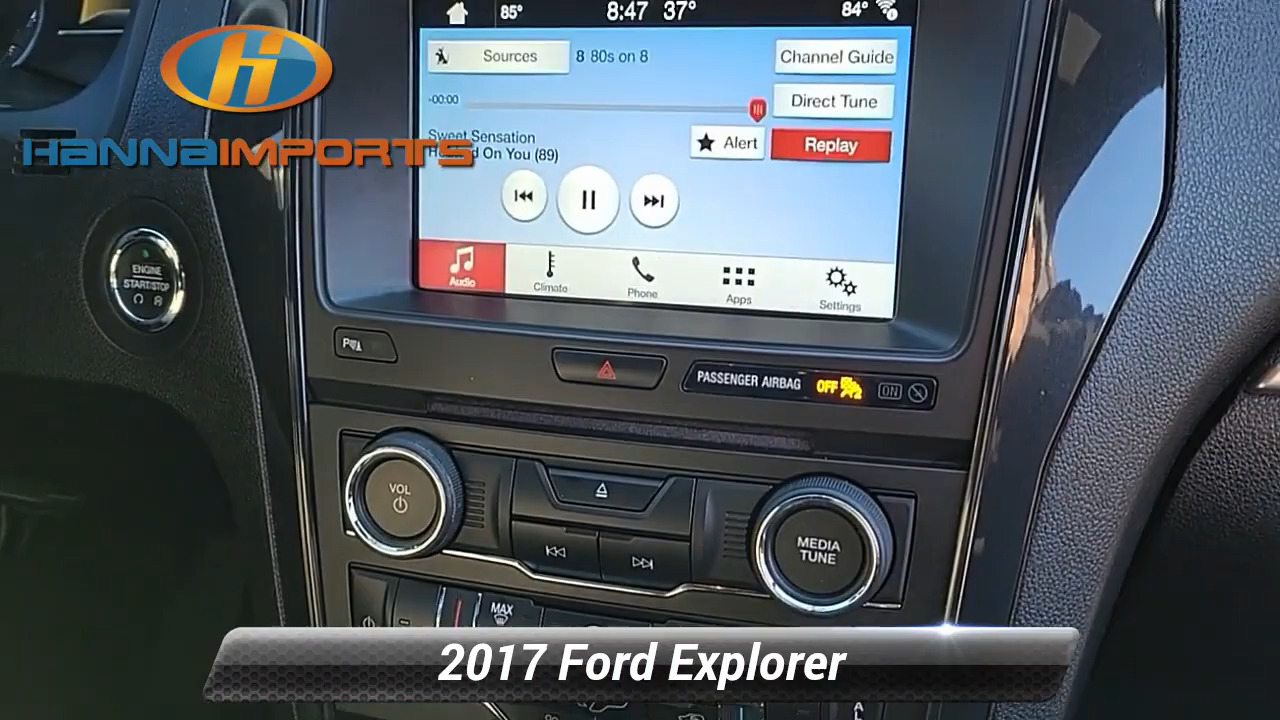 85° 8:47 37° 84°
Sources 8 80s on 8 Channel Guide
-00:00 Direct Tune
Sweet Sensation Alert Replay
On You (89)
HANNAIMPORTS
Audio Climate Phone Apps Settings
ENGINE
START/STOP
P
PASSENGER AIRBAG OFF ON
VOL
MEDIA
TUNE
MAX
2017 Ford Explorer